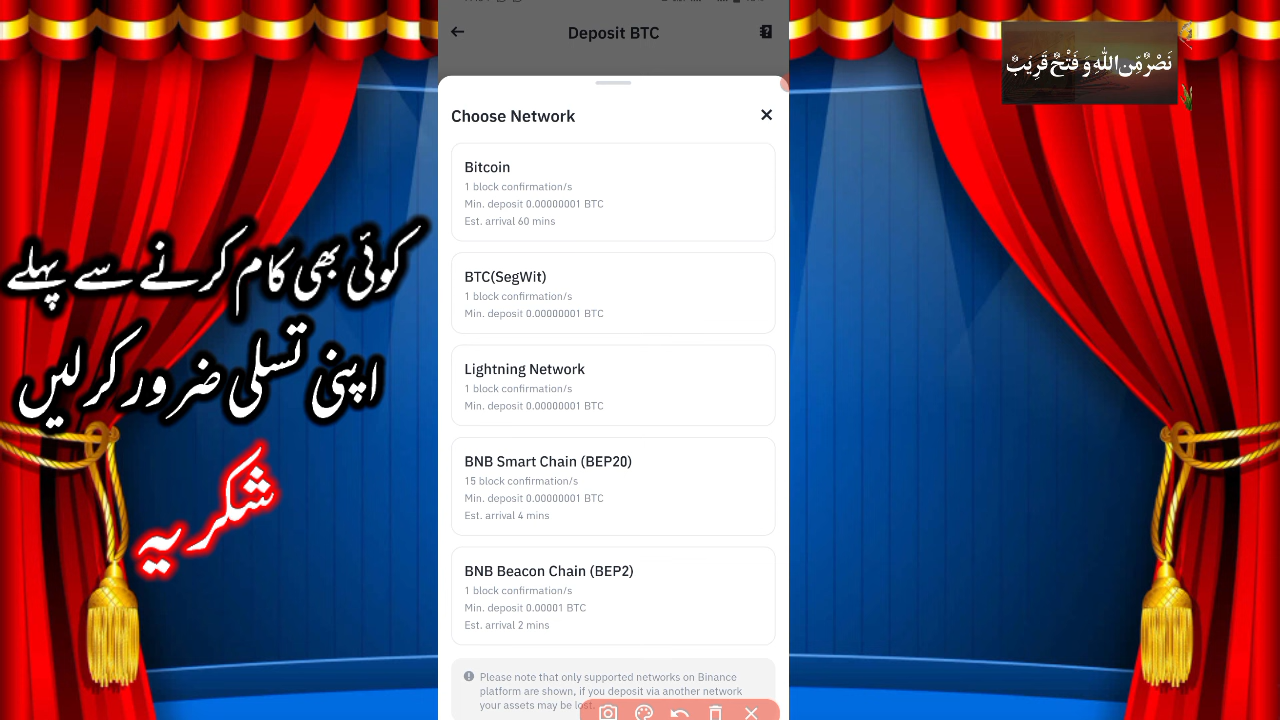 Deposit BTC
Choose Network
Bitcoin
1 block confirmation/s
Min. deposit 0.00000001 BTC
Est. arrival 60 mins
BTC(SegWit)
1 block confirmation/s
Min. deposit 0.00000001 BTC
Lightning Network
1 block confirmation/s
Min. deposit 0.00000001 BTC
BNB Smart Chain (BEP20)
15 block confirmation/s
Min. deposit 0.00000001 BTC
Est. arrival 4 mins
BNB Beacon Chain (BEP2)
1 block confirmation/s
Min. deposit 0.00001 BTC
Est. arrival 2 mins
Please note that only supported networks on Binance
platform are shown, if you deposit via another network
your assets may be lost.
کوئی بھی کام کرنے سے پہلے
اپنی تسلی ضرور کرلیں
شکریہ
نَصْرٌ مِّنَ اللّٰهِ وَ فَتْحٌ قَرِیْبٌ